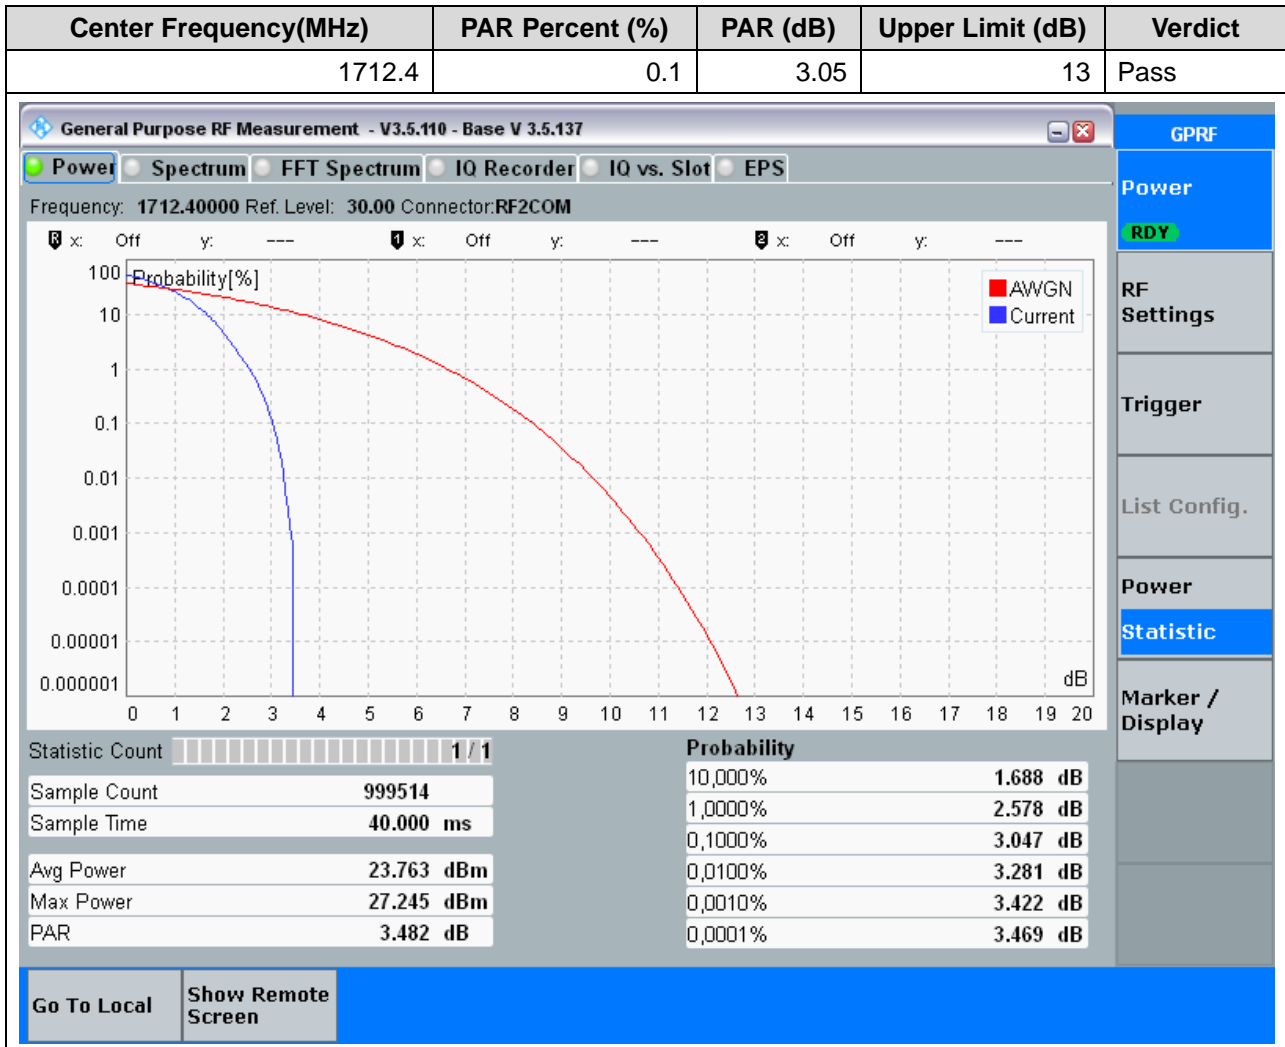 Center Frequency(MHz) PAR Percent (%) PAR (dB) Upper Limit (dB) Verdict
1712.4 0.1 3.05 13 Pass
General Purpose RF Measurement - V3.5.110 - Base V 3.5.137
GPRF
Power Spectrum FFT Spectrum IQ Recorder IQ vs. Slot EPS
Frequency: 1712.40000 Ref. Level: 30.00 Connector:RF2COM
R x: Off y: --- 1 x: Off y: --- 2 x: Off y: ---
Probability[%]
100
10
1
0.1
0.01
0.001
0.0001
0.00001
0.000001
AWGN
Current
dB
0 1 2 3 4 5 6 7 8 9 10 11 12 13 14 15 16 17 18 19 20
Statistic Count 1 / 1
Sample Count 999514
Sample Time 40.000 ms
Avg Power 23.763 dBm
Max Power 27.245 dBm
PAR 3.482 dB
Probability
10,000% 1.688 dB
1,0000% 2.578 dB
0,1000% 3.047 dB
0,0100% 3.281 dB
0,0010% 3.422 dB
0,0001% 3.469 dB
Power
RDY
RF
Settings
Trigger
List Config.
Power
Statistic
Marker /
Display
Go To Local
Show Remote
Screen